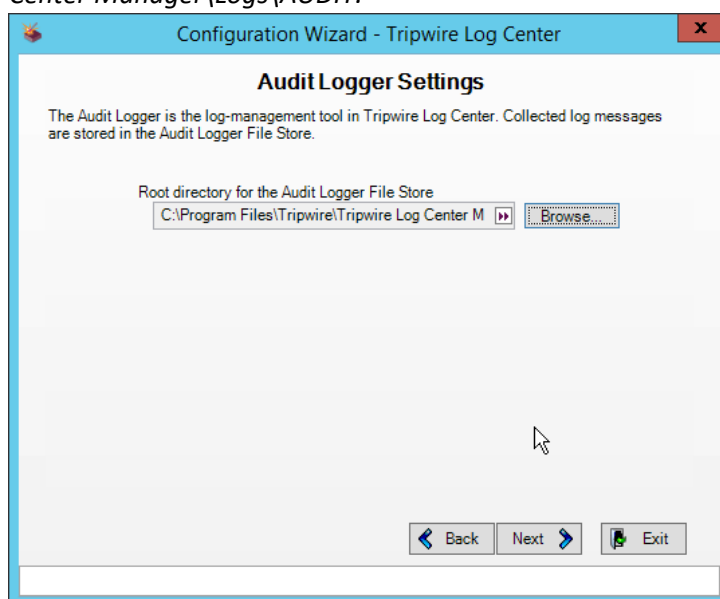 Center Manager\Logs\AUDIT.
Configuration Wizard - Tripwire Log Center
x
Audit Logger Settings
The Audit Logger is the log-management tool in Tripwire Log Center. Collected log messages
are stored in the Audit Logger File Store.
Root directory for the Audit Logger File Store
C:\Program Files\Tripwire\Tripwire Log Center M
Browse...
Back Next Exit